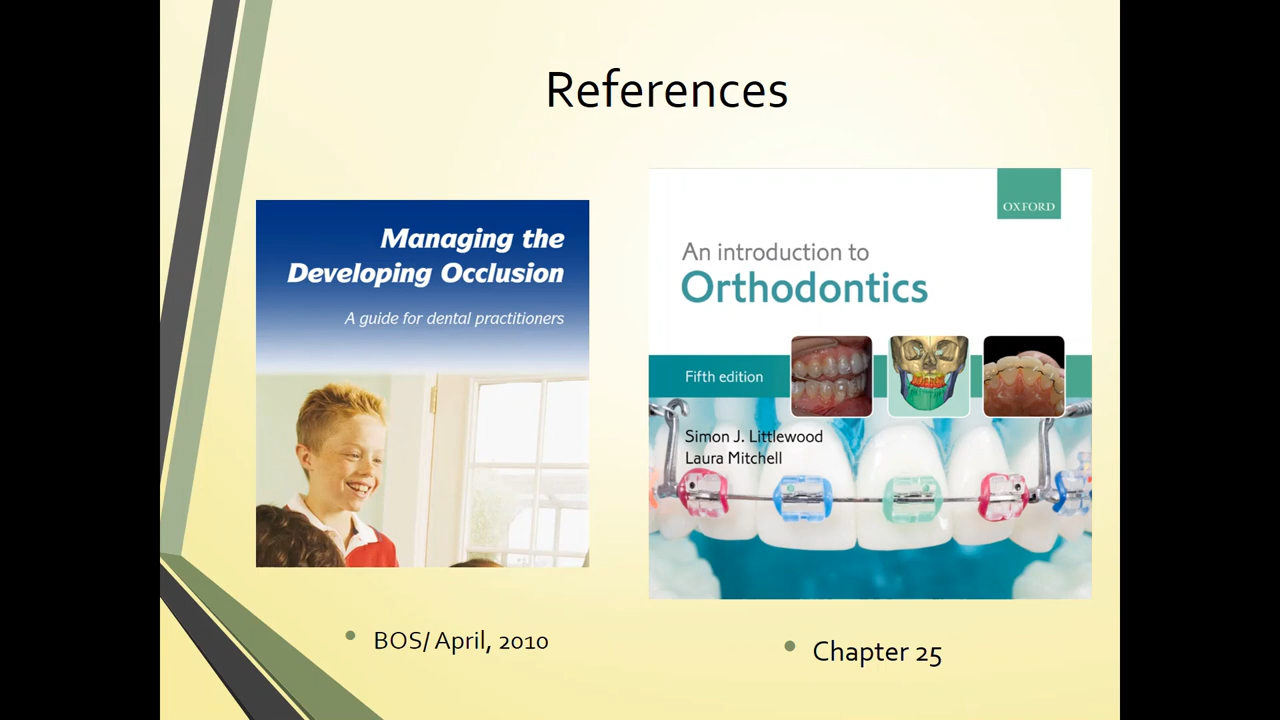 References
Managing the
Developing Occlusion
A guide for dental practitioners
BOS/ April, 2010
OXFORD
An introduction to
Orthodontics
Fifth edition
Simon J. Littlewood
Laura Mitchell
Chapter 25